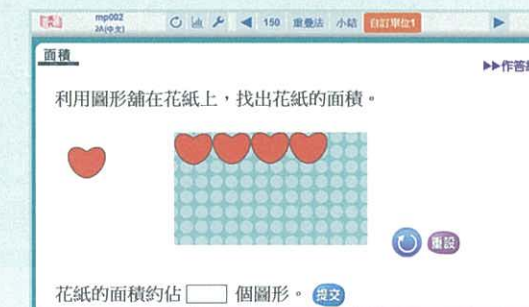 mp002
2A(中文)
150 重疊法 小結 自訂單位1
面積
▶▶作答
利用圖形舖在花紙上，找出花紙的面積。
重設
花紙的面積約佔 個圖形。 提交